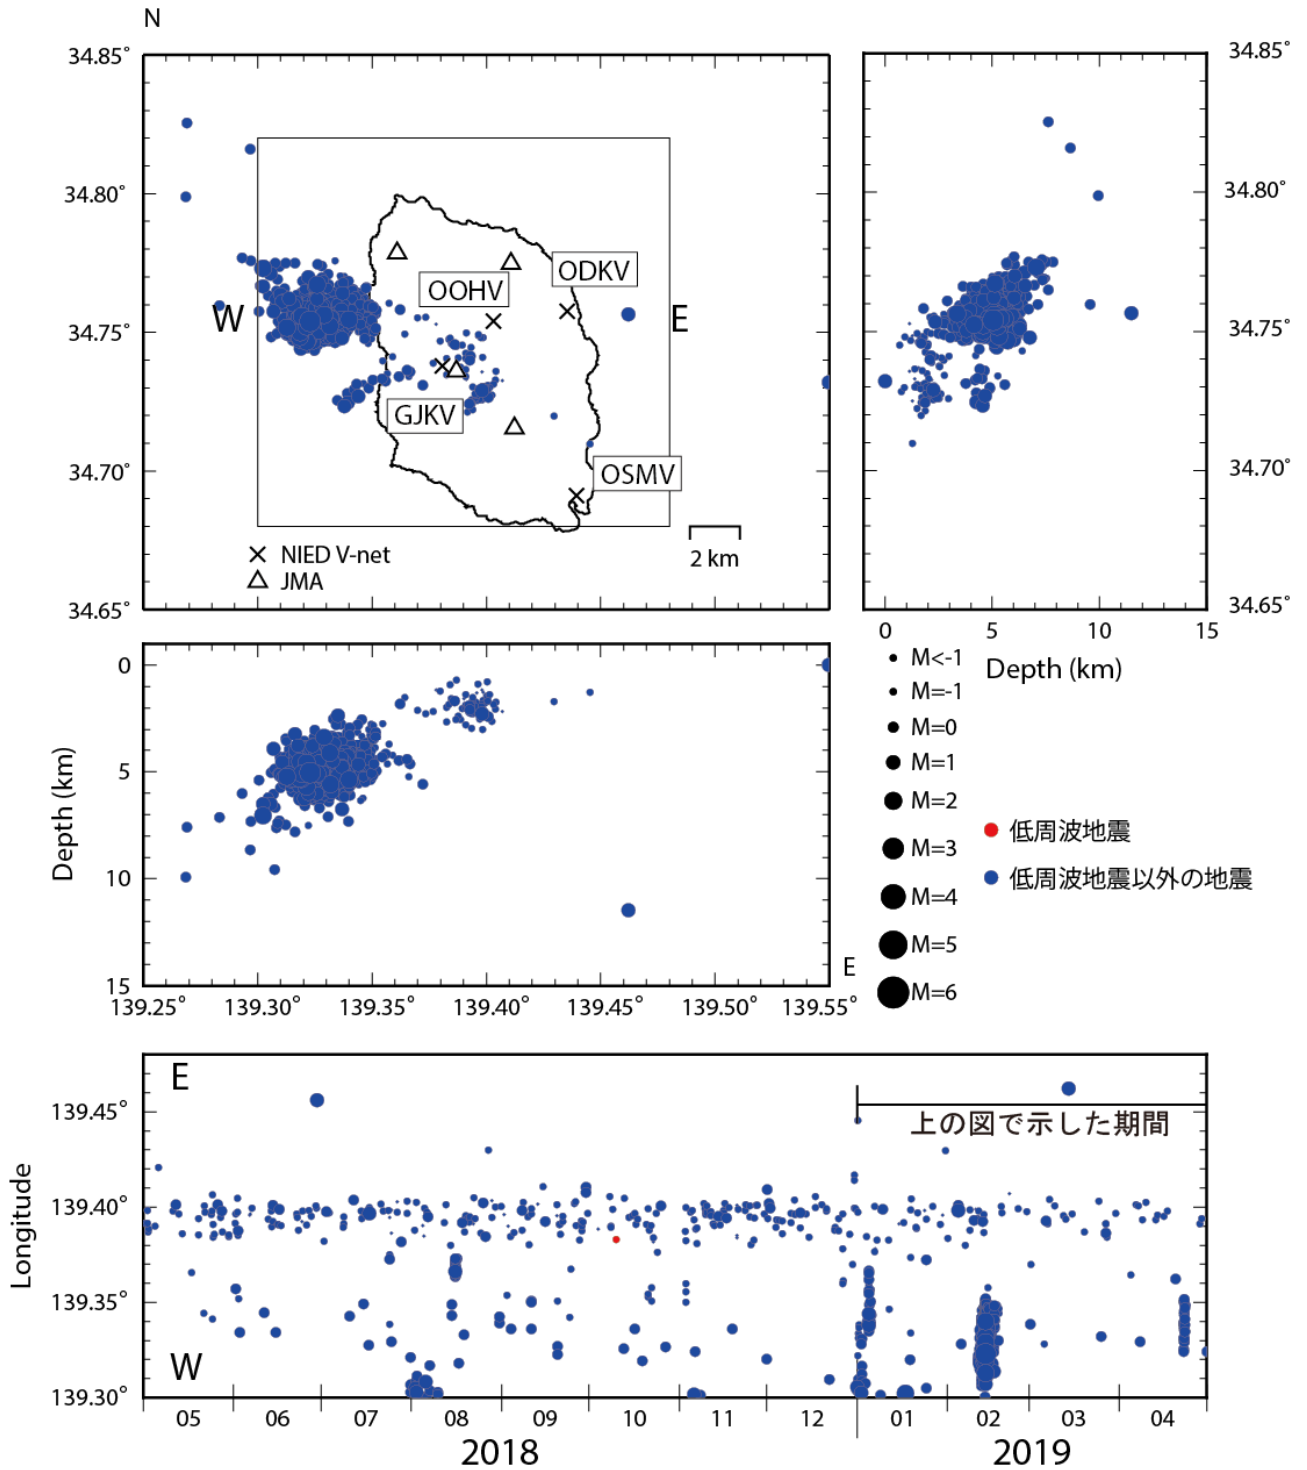 N
34.85°
34.80°
34.75°
34.70°
34.65°
W
E
OOHV
ODKV
GJKV
OSMV
NIED V-net
JMA
2 km
34.85°
34.80°
34.75°
34.70°
34.65°
0 5 10 15
Depth (km)
0
5
10
15
Depth (km)
E
139.25° 139.30° 139.35° 139.40° 139.45° 139.50° 139.55°
M<-1
M=-1
M=0
M=1
M=2
M=3
M=4
M=5
M=6
低周波地震
低周波地震以外の地震
E
W
上の図で示した期間
139.45°
139.40°
139.35°
139.30°
Longitude
05 06 07 08 09 10 11 12 01 02 03 04
2018 2019